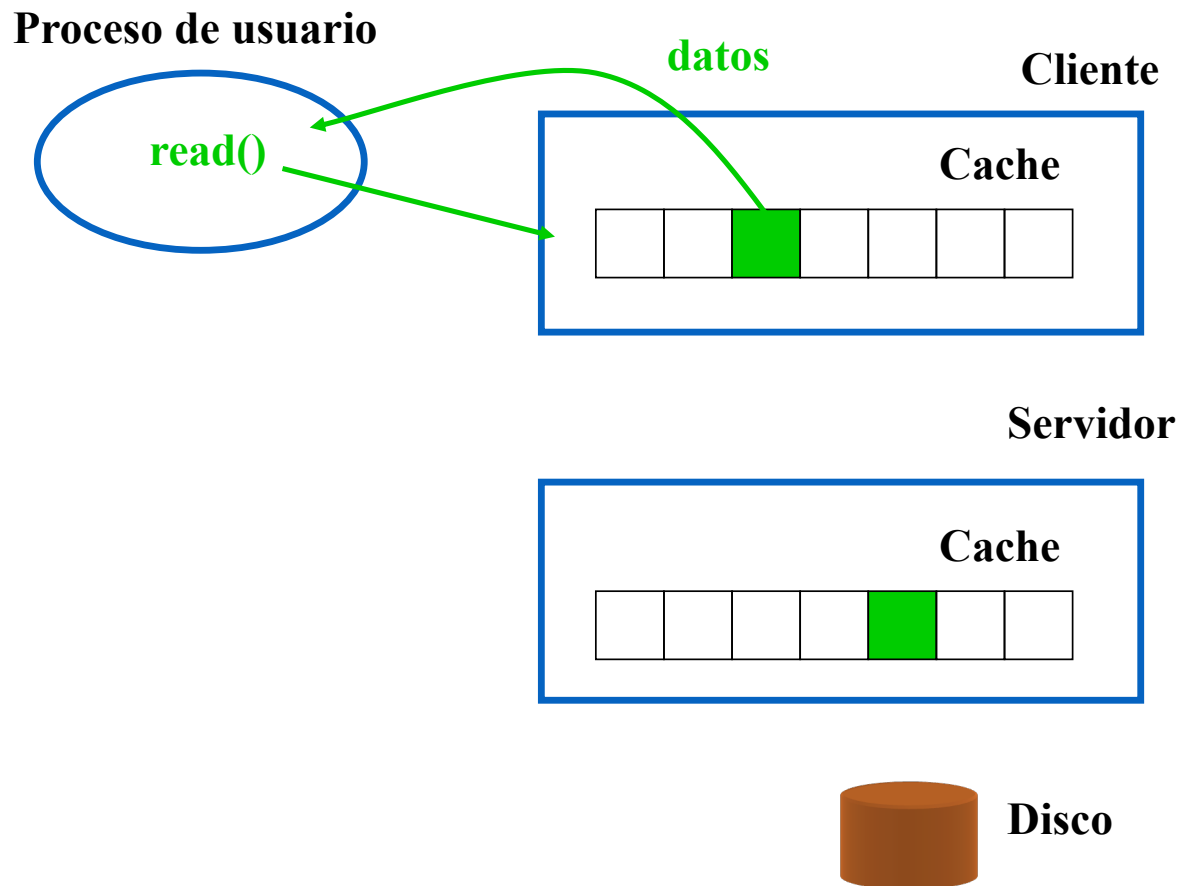 Proceso de usuario
datos
Cliente
read()
Cache
Servidor
Cache
Disco